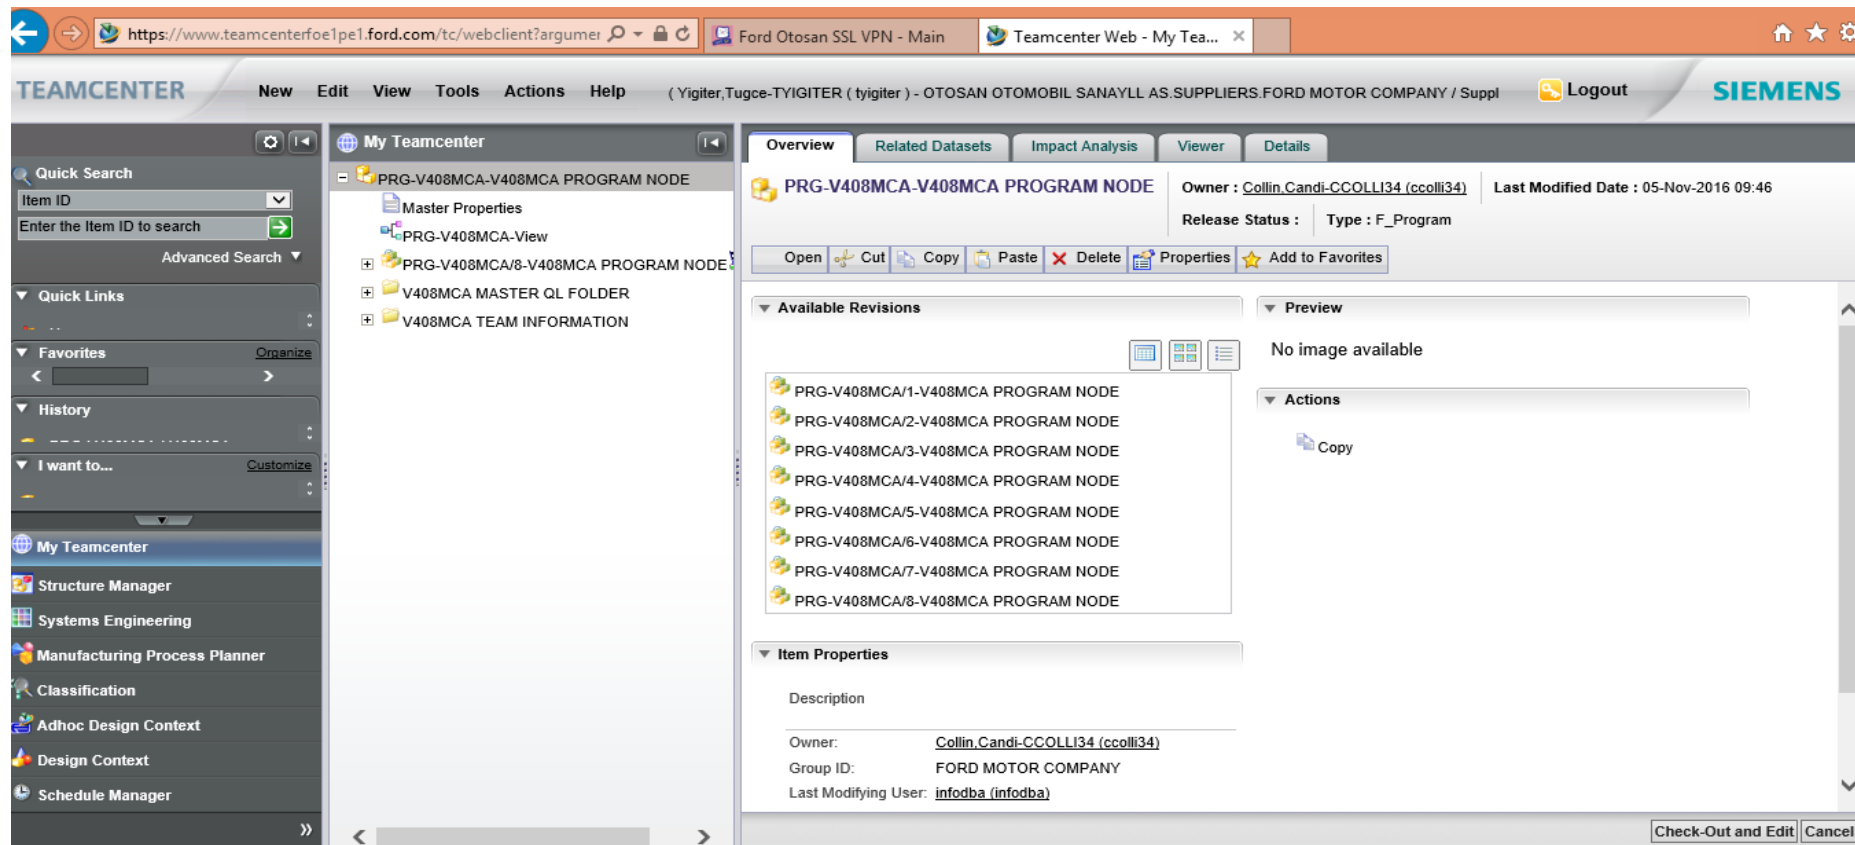 https://www.teamcenterfoe1pe1.ford.com/tc/webclient?argumer
Ford Otosan SSL VPN - Main
Teamcenter Web - My Tea...
TEAMCENTER
New Edit View Tools Actions Help
( Yigiter,Tugce-TYIGITER ( tyigiter ) - OTOSAN OTOMOBIL SANAYLL AS.SUPPLIERS.FORD MOTOR COMPANY / Suppl
Logout
SIEMENS
Quick Search
Item ID
Enter the Item ID to search
Advanced Search
Quick Links
Favorites Organize
History
I want to... Customize
My Teamcenter
Structure Manager
Systems Engineering
Manufacturing Process Planner
Classification
Adhoc Design Context
Design Context
Schedule Manager
»
My Teamcenter
PRG-V408MCA-V408MCA PROGRAM NODE
Master Properties
PRG-V408MCA-View
PRG-V408MCA/8-V408MCA PROGRAM NODE
V408MCA MASTER QL FOLDER
V408MCA TEAM INFORMATION
Overview Related Datasets Impact Analysis Viewer Details
PRG-V408MCA-V408MCA PROGRAM NODE
Owner : Collin,Candi-CCOLLI34 (ccolli34) Last Modified Date : 05-Nov-2016 09:46
Release Status : Type : F_Program
Open Cut Copy Paste Delete Properties Add to Favorites
Available Revisions
PRG-V408MCA/1-V408MCA PROGRAM NODE
PRG-V408MCA/2-V408MCA PROGRAM NODE
PRG-V408MCA/3-V408MCA PROGRAM NODE
PRG-V408MCA/4-V408MCA PROGRAM NODE
PRG-V408MCA/5-V408MCA PROGRAM NODE
PRG-V408MCA/6-V408MCA PROGRAM NODE
PRG-V408MCA/7-V408MCA PROGRAM NODE
PRG-V408MCA/8-V408MCA PROGRAM NODE
Item Properties
Description
Owner: Collin,Candi-CCOLLI34 (ccolli34)
Group ID: FORD MOTOR COMPANY
Last Modifying User: infodba (infodba)
Preview
No image available
Actions
Copy
Check-Out and Edit Cancel